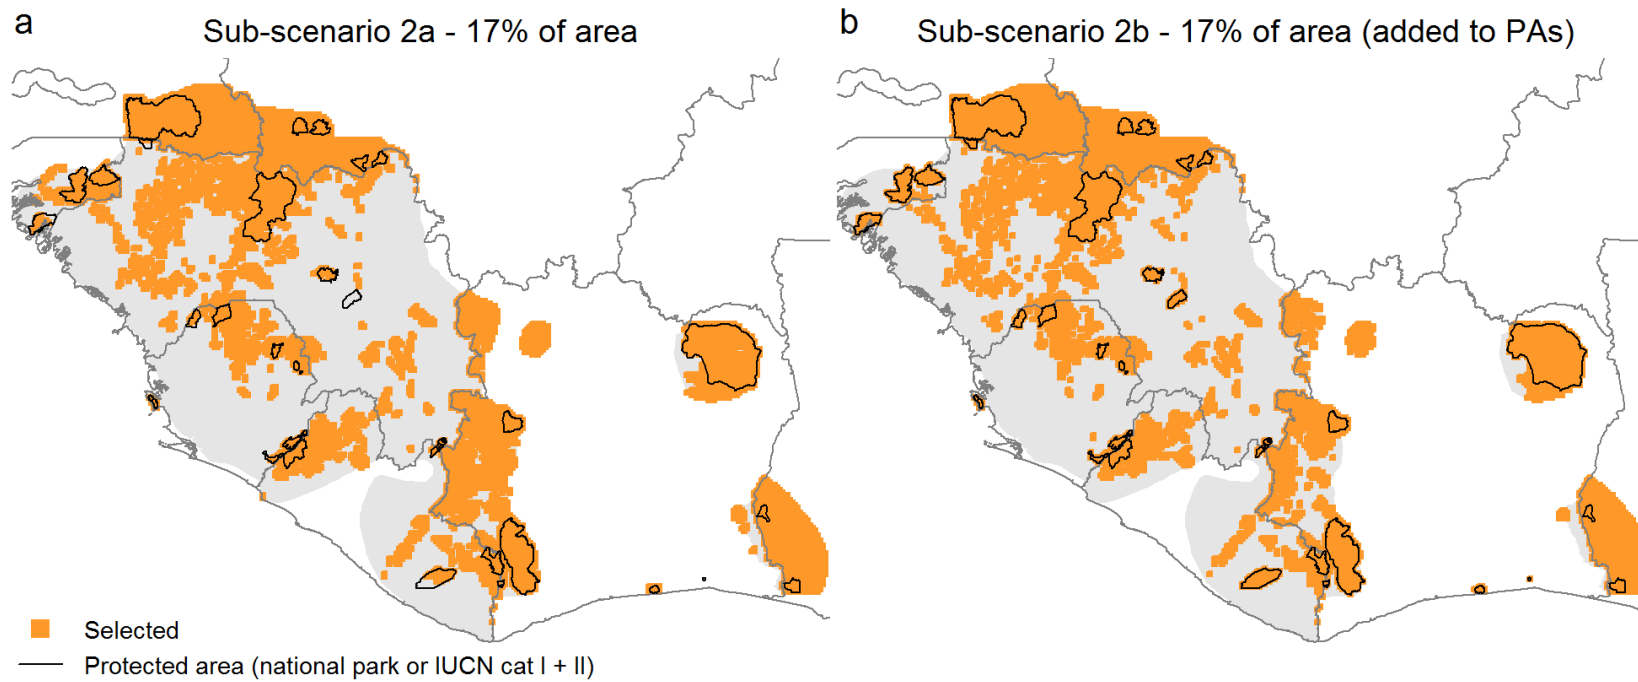 a
Sub-scenario 2a - 17% of area
b
Sub-scenario 2b - 17% of area (added to PAs)
Selected
Protected area (national park or IUCN cat I + II)